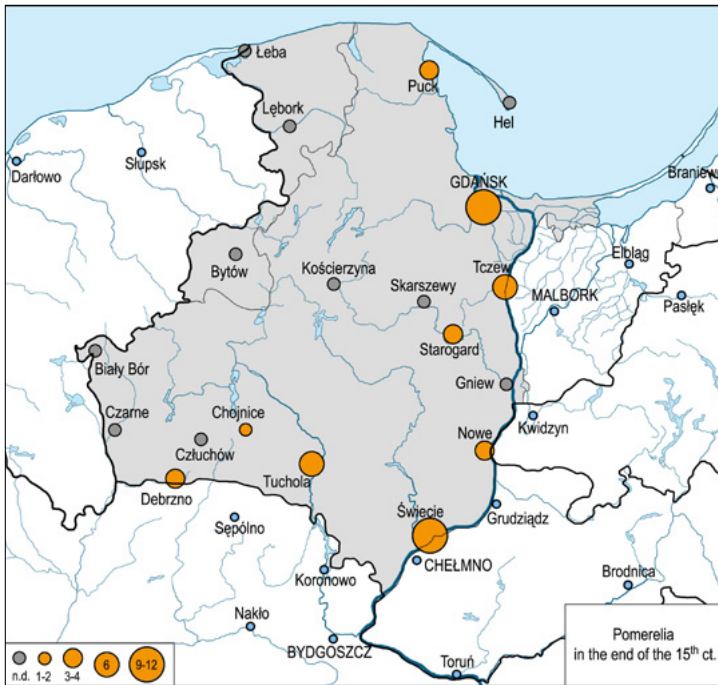 Łeba
Puck
Hel
Lębork
Słupsk
Darłowo
Braniew
GDAŃSK
Elbląg
Bytów
Kościerzyna
Tczew
Skarszewy
MALBORK
Pasłęk
Starogard
Biały Bór
Gniew
Czarne
Chojnice
Kwidzyn
Człuchów
Nowe
Tuchola
Debrzno
Świecie
Grudziądz
Sępólno
CHEŁMNO
Koronowo
Brodnica
Nakło
BYDGOSZCZ
Toruń
Pomerelia
in the end of the 15th ct.
n.d. 1-2 3-4 6 9-12